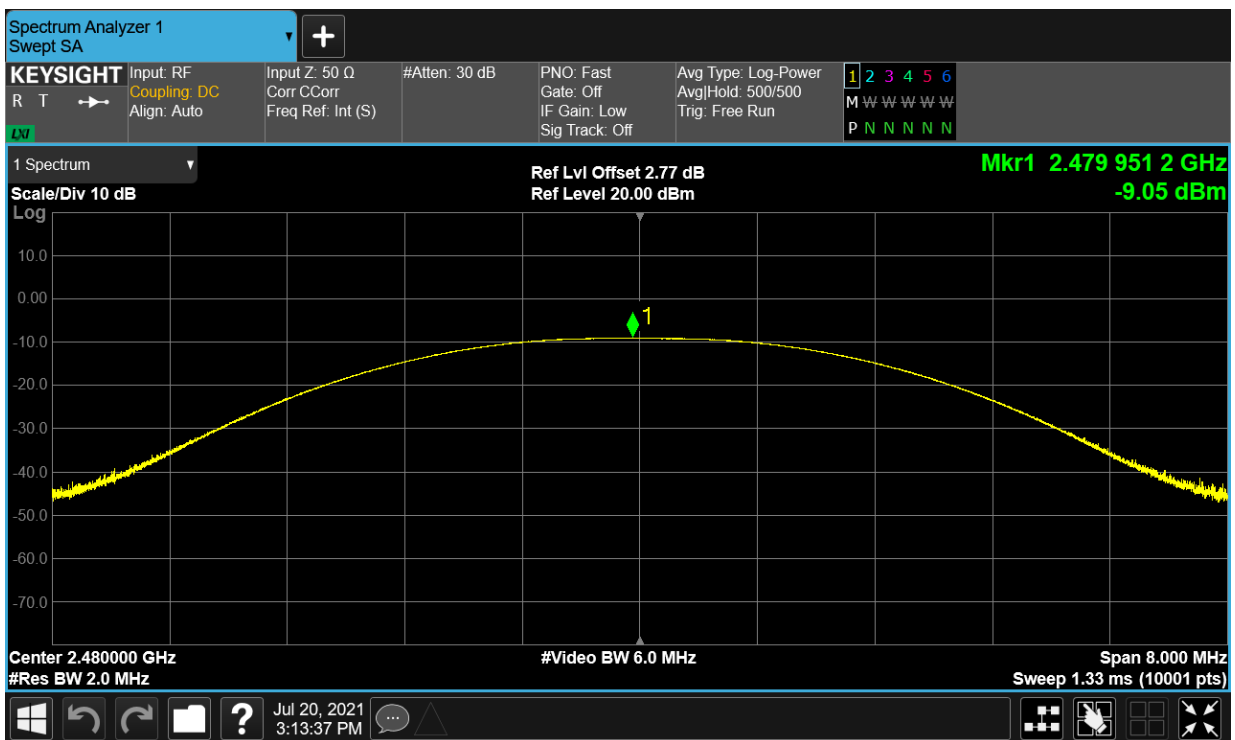 Spectrum Analyzer 1
Swept SA
KEYSIGHT
R T
LXI
Input: RF
Coupling: DC
Align: Auto
Input Z: 50 Ω
Corr CCorr
Freq Ref: Int (S)
#Atten: 30 dB
PNO: Fast
Gate: Off
IF Gain: Low
Sig Track: Off
Avg Type: Log-Power
Avg|Hold: 500/500
Trig: Free Run
1 2 3 4 5 6
M W W W W W
P N N N N N
1 Spectrum
Scale/Div 10 dB
Log
Ref Lvl Offset 2.77 dB
Ref Level 20.00 dBm
Mkr1 2.479 951 2 GHz
-9.05 dBm
10.0
0.00
-10.0
-20.0
-30.0
-40.0
-50.0
-60.0
-70.0
1
Center 2.480000 GHz
#Res BW 2.0 MHz
#Video BW 6.0 MHz
Span 8.000 MHz
Sweep 1.33 ms (10001 pts)
?
Jul 20, 2021
3:13:37 PM